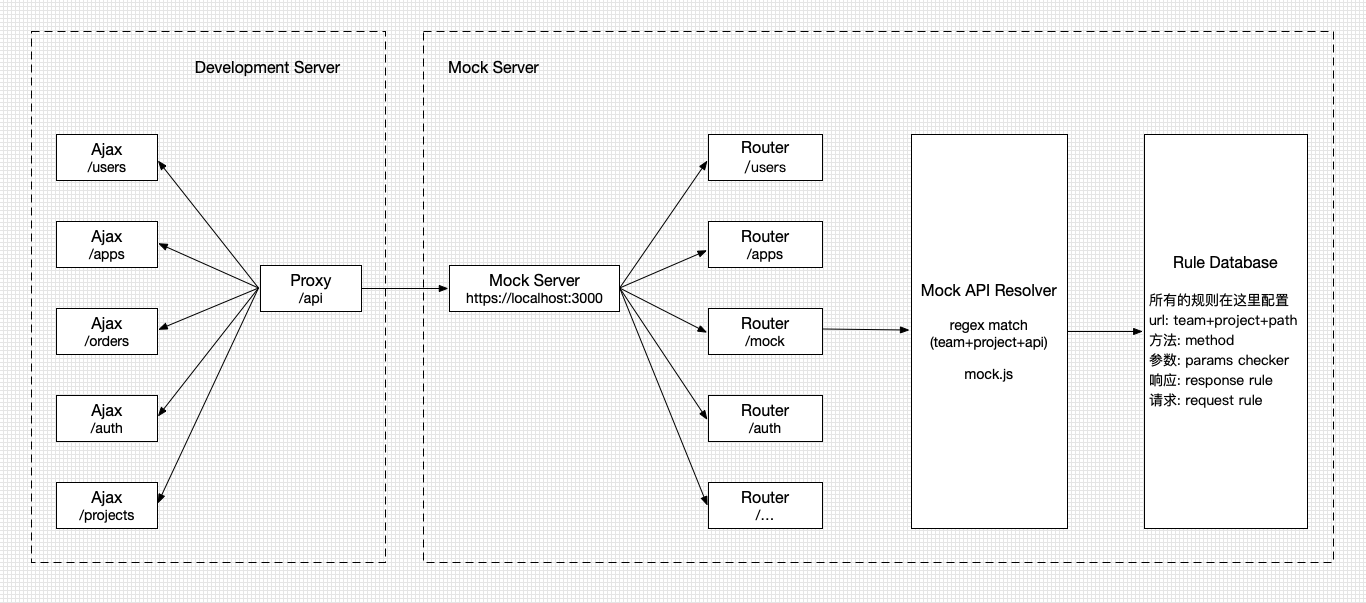 Development Server
Mock Server
Ajax
/users
Ajax
/apps
Ajax
/orders
Ajax
/auth
Ajax
/projects
Proxy
/api
Mock Server
https://localhost:3000
Router
/users
Router
/apps
Router
/mock
Router
/auth
Router
/...
Mock API Resolver
regex match
(team+project+api)
mock.js
Rule Database
所有的规则在这里配置
url: team+project+path
方法: method
参数: params checker
响应: response rule
请求: request rule